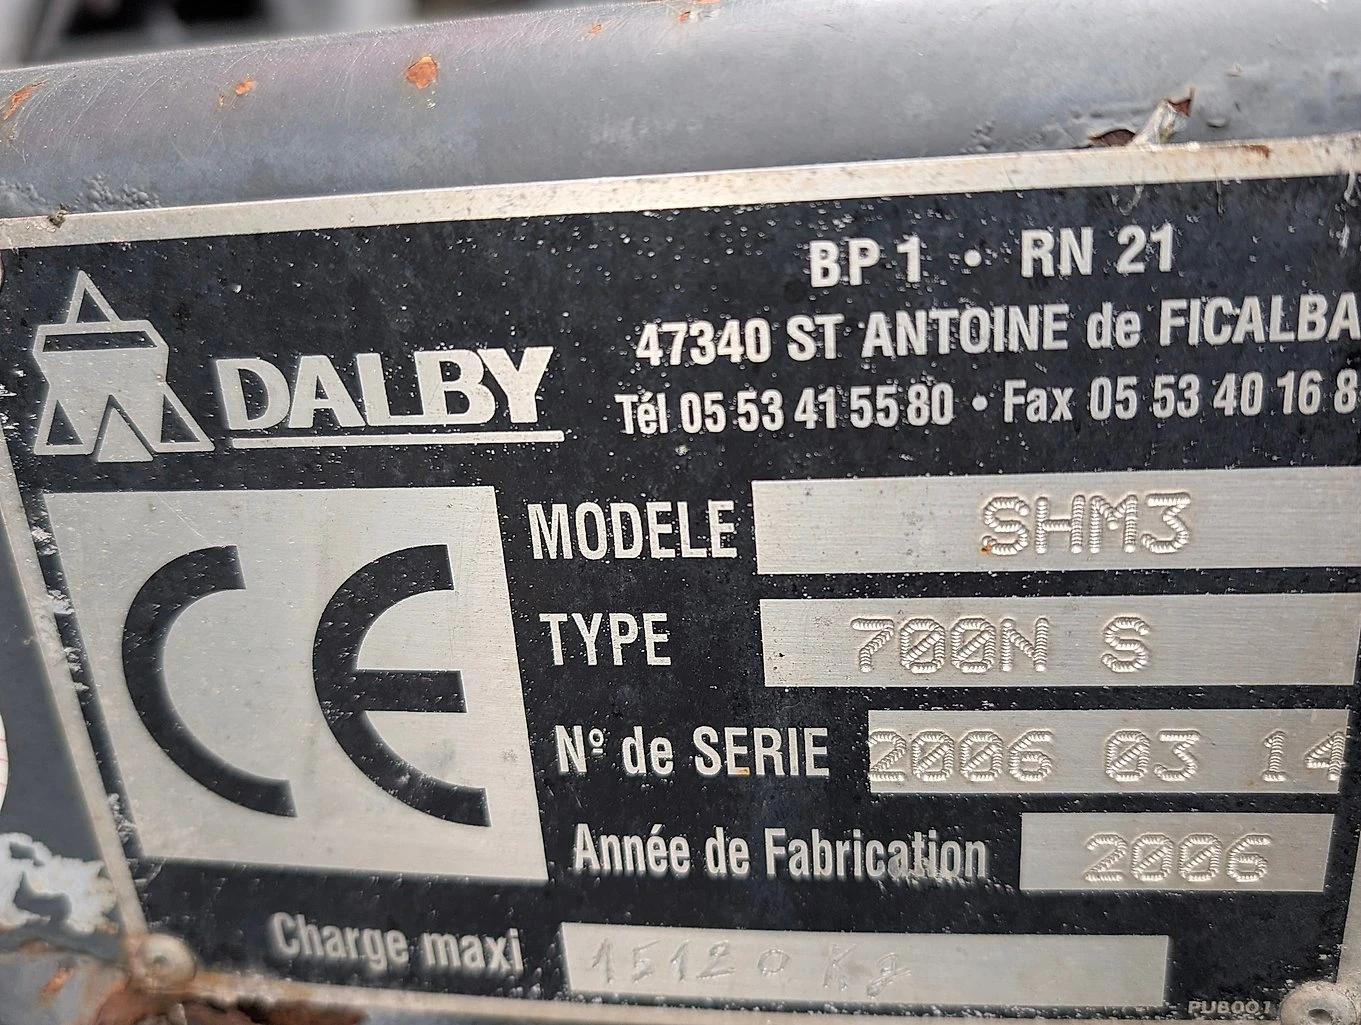 BP 1 • RN 21
47340 ST ANTOINE de FICALBA
Tél 05 53 41 55 80 • Fax 05 53 40 16 8
DALBY
CE
MODELE SHM3
TYPE 700N S
Nº de SERIE 2006 03 14
Année de Fabrication 2006
Charge maxi 15120 Kg
PUB001